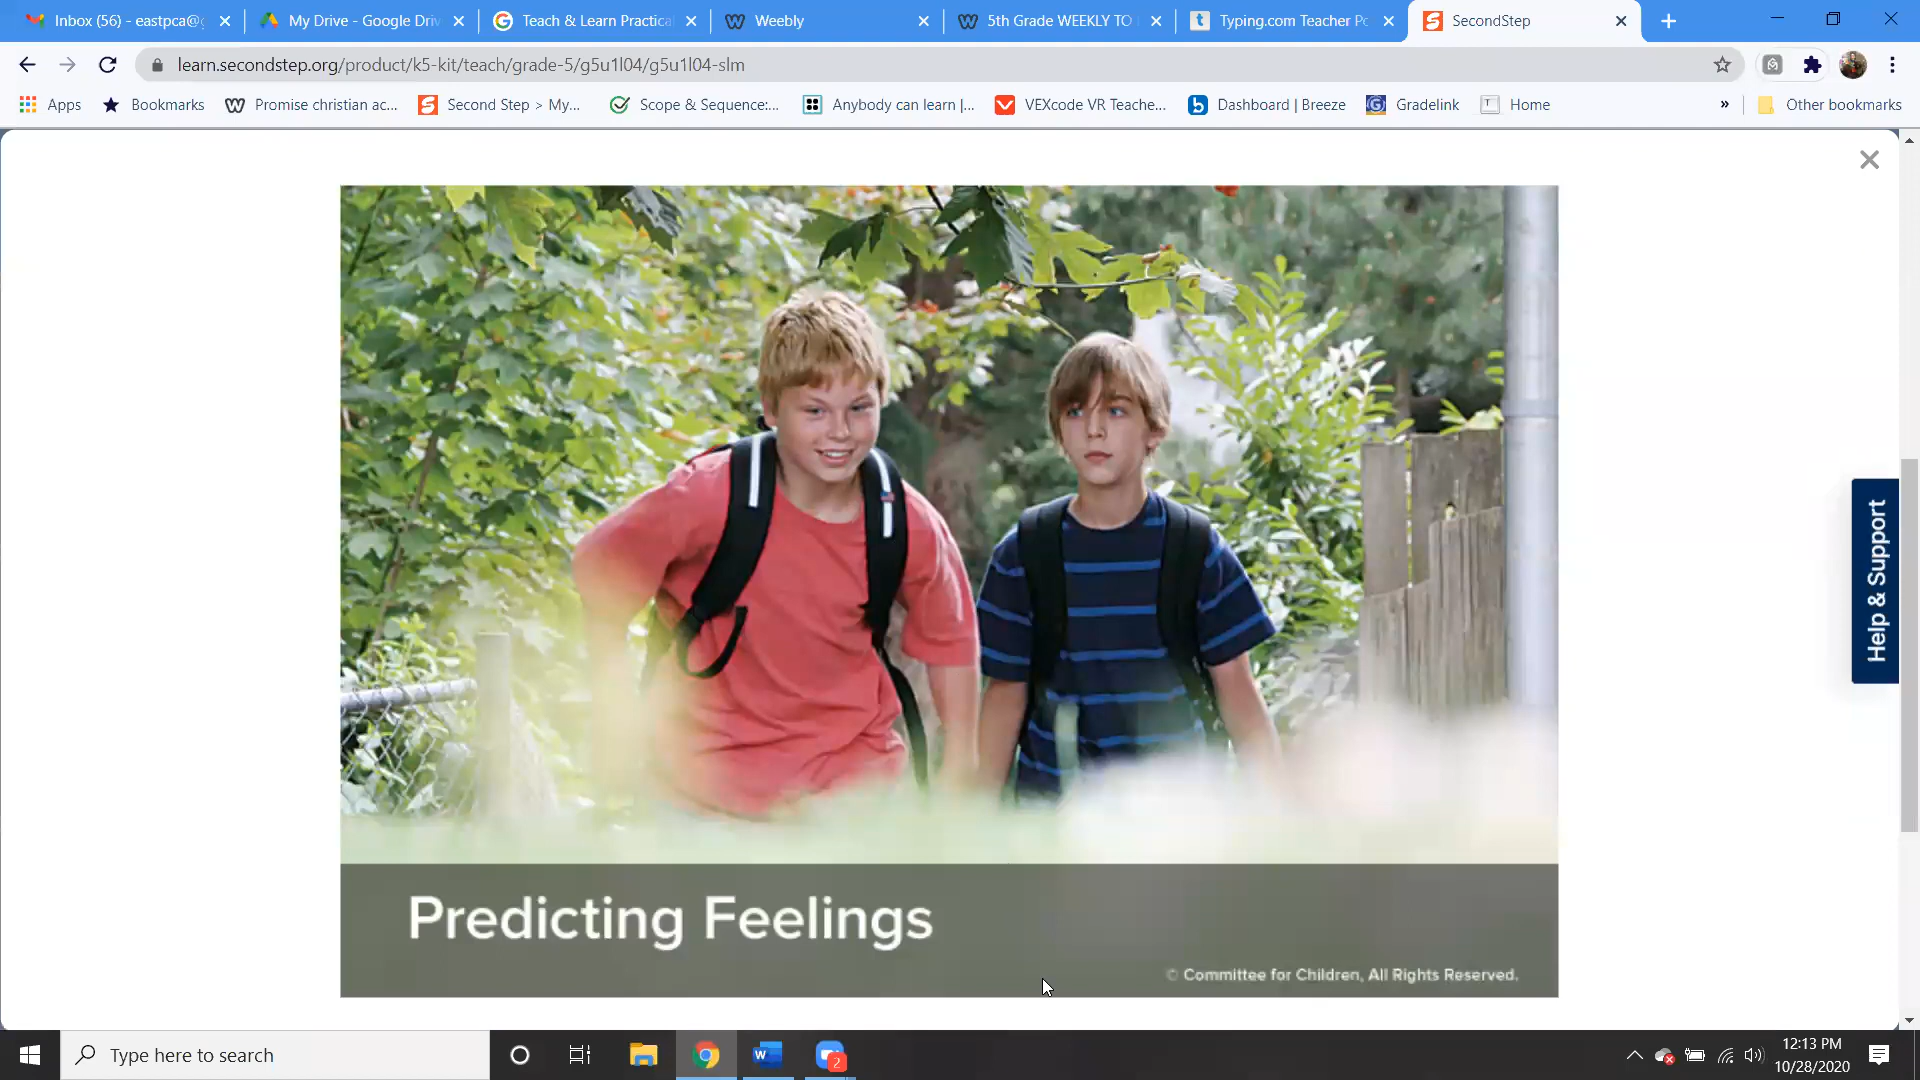 Inbox (56) - eastpca@g
My Drive - Google Driv
Teach & Learn Practica
Weebly
5th Grade WEEKLY TO
Typing.com Teacher Po
SecondStep
learn.secondstep.org/product/k5-kit/teach/grade-5/g5u1l04/g5u1l04-slm
Apps
Bookmarks
Promise christian ac...
Second Step > My...
Scope & Sequence:...
Anybody can learn |...
VEXcode VR Teache...
Dashboard | Breeze
Gradelink
Home
»
Other bookmarks
Help & Support
Predicting Feelings
© Committee for Children, All Rights Reserved.
Type here to search
2
12:13 PM
10/28/2020